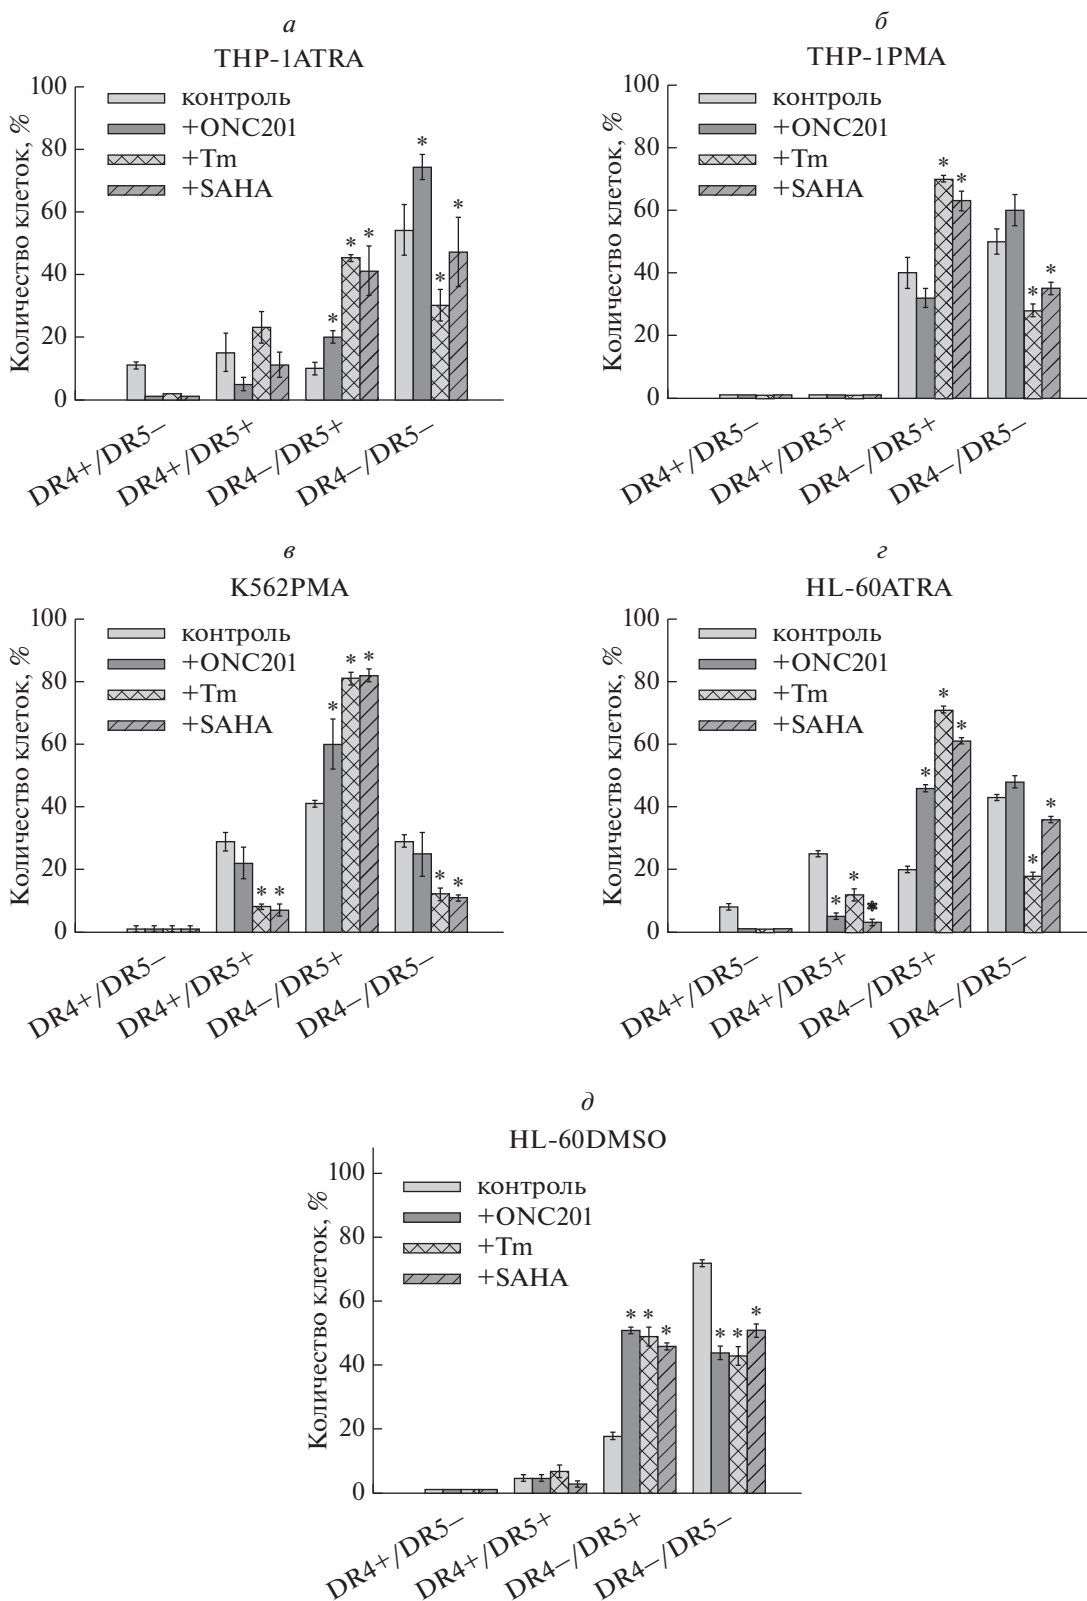 а
THP-1ATRA
100
80
60
40
20
0
Количество клеток, %
контроль
+ONC201
+Tm
+SAHA
* * * * * *
DR4+/DR5–
DR4+/DR5+
DR4–/DR5+
DR4–/DR5–
б
THP-1PMA
100
80
60
40
20
0
Количество клеток, %
контроль
+ONC201
+Tm
+SAHA
* * * *
DR4+/DR5–
DR4+/DR5+
DR4–/DR5+
DR4–/DR5–
в
K562PMA
100
80
60
40
20
0
Количество клеток, %
контроль
+ONC201
+Tm
+SAHA
* * * * * * *
DR4+/DR5–
DR4+/DR5+
DR4–/DR5+
DR4–/DR5–
г
HL-60ATRA
100
80
60
40
20
0
Количество клеток, %
контроль
+ONC201
+Tm
+SAHA
* * * * * * * *
DR4+/DR5–
DR4+/DR5+
DR4–/DR5+
DR4–/DR5–
д
HL-60DMSO
100
80
60
40
20
0
Количество клеток, %
контроль
+ONC201
+Tm
+SAHA
* * * * * *
DR4+/DR5–
DR4+/DR5+
DR4–/DR5+
DR4–/DR5–